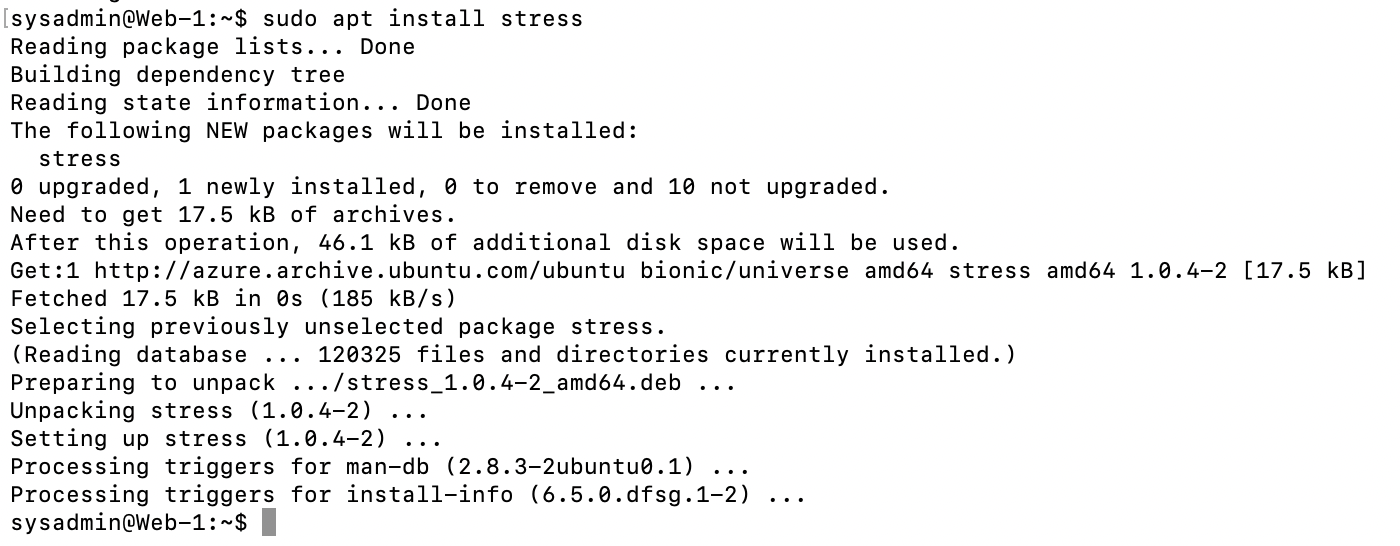 [sysadmin@Web-1:~$ sudo apt install stress
Reading package lists... Done
Building dependency tree
Reading state information... Done
The following NEW packages will be installed:
  stress
0 upgraded, 1 newly installed, 0 to remove and 10 not upgraded.
Need to get 17.5 kB of archives.
After this operation, 46.1 kB of additional disk space will be used.
Get:1 http://azure.archive.ubuntu.com/ubuntu bionic/universe amd64 stress amd64 1.0.4-2 [17.5 kB]
Fetched 17.5 kB in 0s (185 kB/s)
Selecting previously unselected package stress.
(Reading database ... 120325 files and directories currently installed.)
Preparing to unpack .../stress_1.0.4-2_amd64.deb ...
Unpacking stress (1.0.4-2) ...
Setting up stress (1.0.4-2) ...
Processing triggers for man-db (2.8.3-2ubuntu0.1) ...
Processing triggers for install-info (6.5.0.dfsg.1-2) ...
sysadmin@Web-1:~$